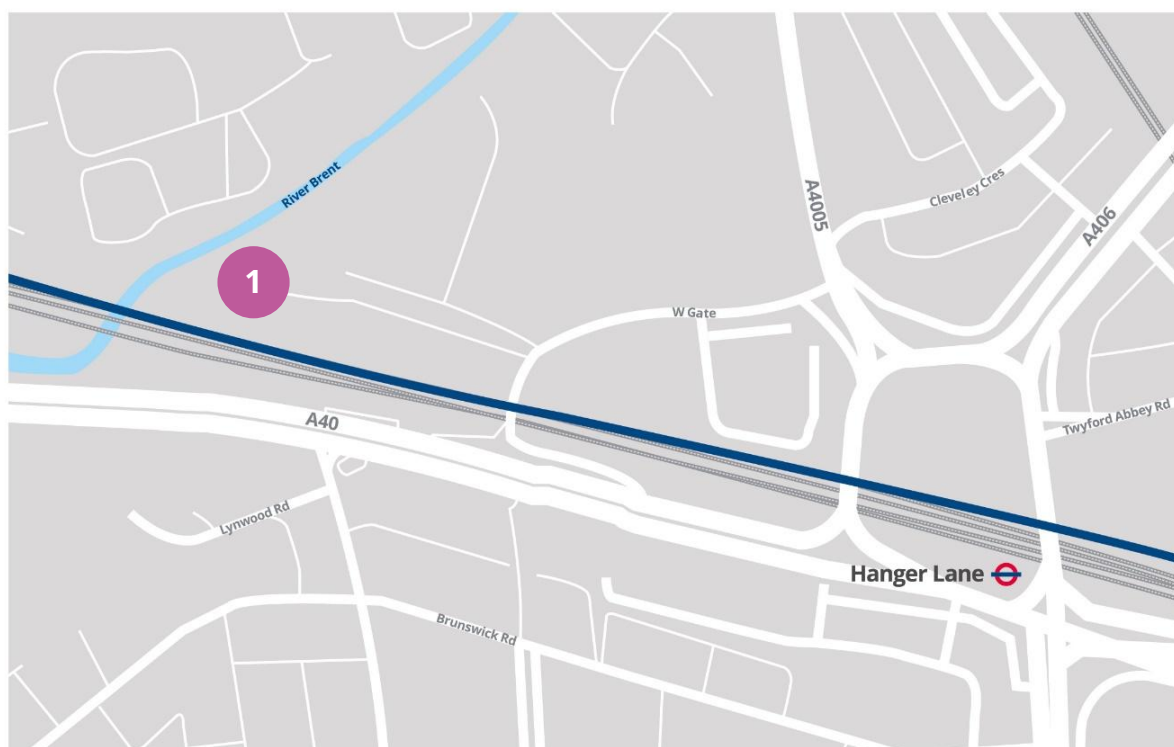 River Brent
1
A4005
Cleveley Cres
A406
W Gate
A40
Twyford Abbey Rd
Lynwood Rd
Hanger Lane
Brunswick Rd